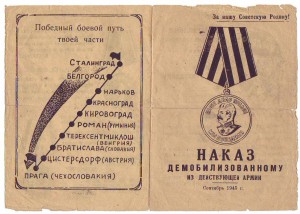 Победный боевой путь
твоей части
СТАЛИНГРАД
БЕЛГОРОД
ХАРЬКОВ
КРАСНОГРАД
КИРОВОГРАД
РОМАН (РУМЫНИЯ)
ТЕРЕКСЕНТМИКЛОШ
(ВЕНГРИЯ)
БРАТИСЛАВА (СЛОВАКИЯ)
ЦИСТЕРСДОРФ (АВСТРИЯ)
ПРАГА (ЧЕХОСЛОВАКИЯ)
За нашу Советскую Родину!
НАКАЗ
ДЕМОБИЛИЗОВАННОМУ
ИЗ ДЕЙСТВУЮЩЕЙ АРМИИ
Сентябрь 1945 г.